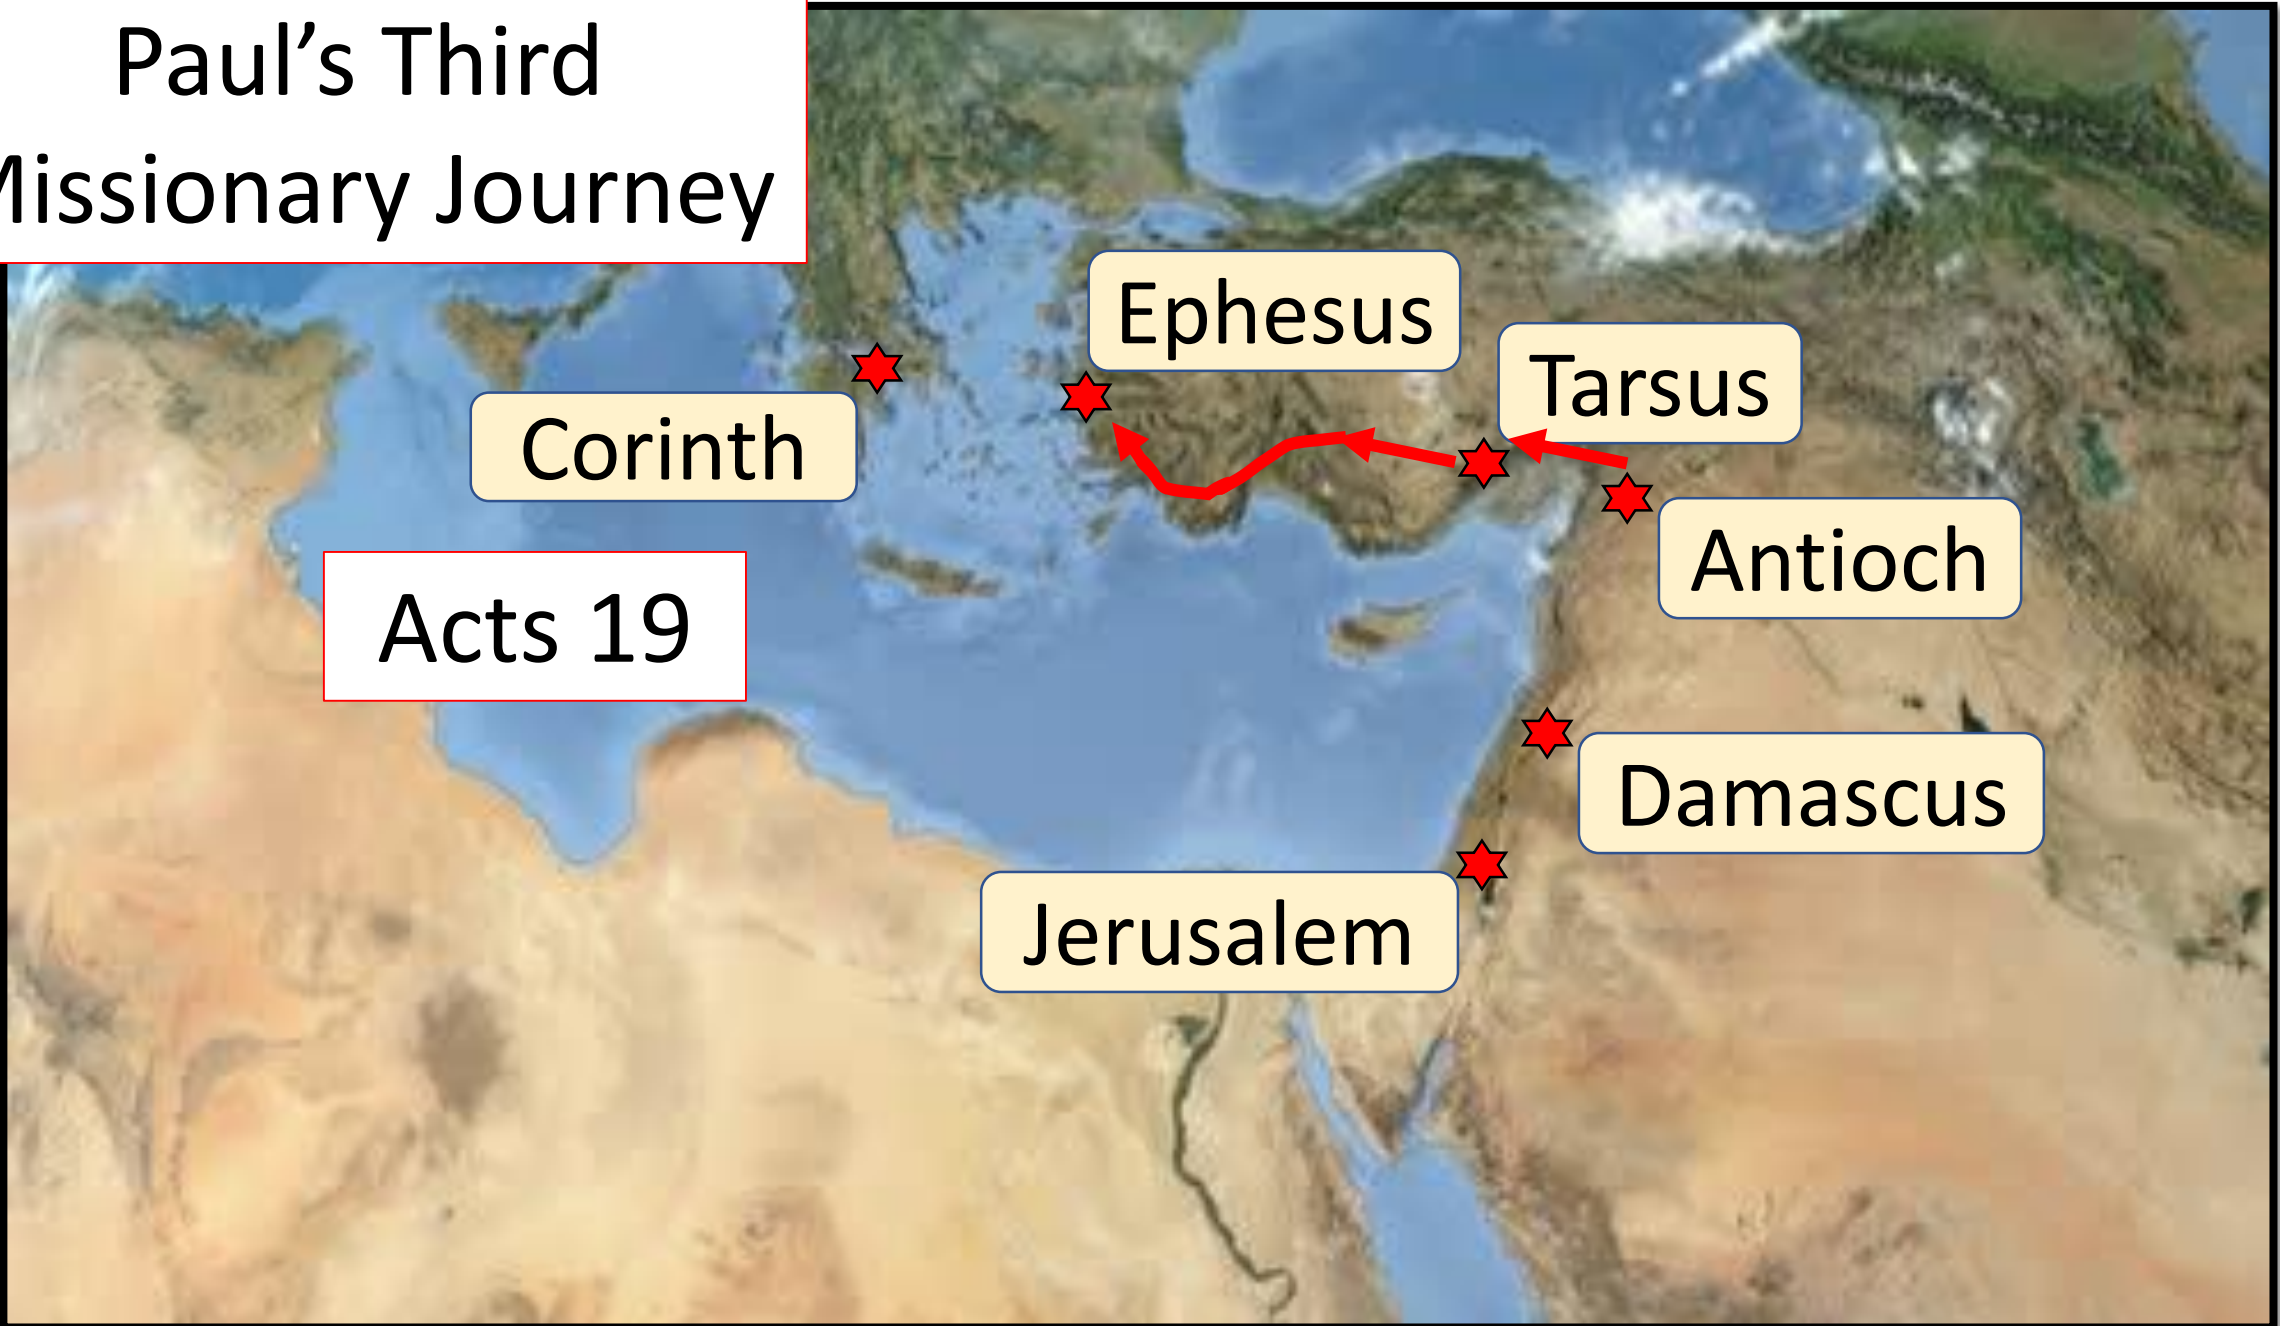 Paul’s Third
Missionary Journey
Ephesus
Tarsus
Corinth
Antioch
Acts 19
Damascus
Jerusalem